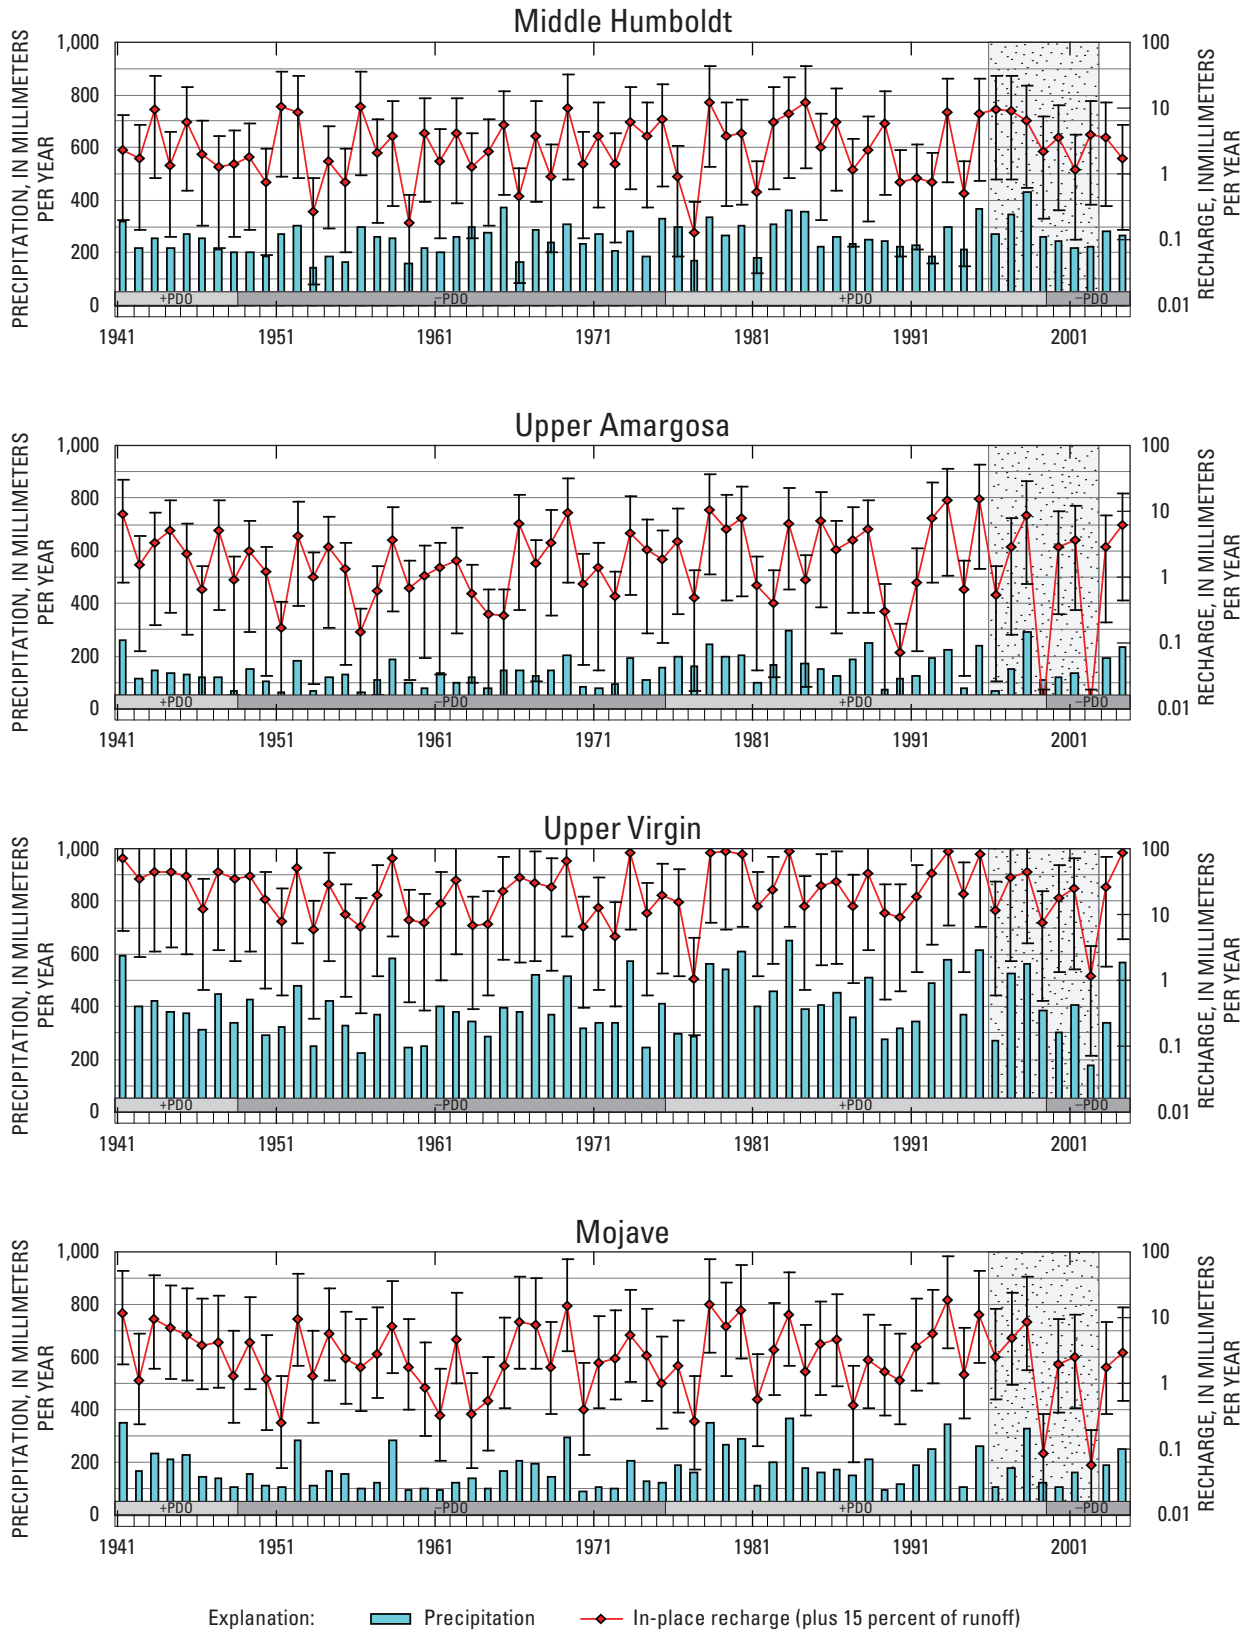 Middle Humboldt
PRECIPITATION, IN MILLIMETERS
PER YEAR
1,000
800
600
400
200
0
100
10
1
0.1
0.01
RECHARGE, INMILLIMETERS
PER YEAR
+PDO
–PDO
+PDO
–PDO
1941
1951
1961
1971
1981
1991
2001
Upper Amargosa
PRECIPITATION, IN MILLIMETERS
PER YEAR
1,000
800
600
400
200
0
100
10
1
0.1
0.01
RECHARGE, IN MILLIMETERS
PER YEAR
+PDO
–PDO
+PDO
–PDO
1941
1951
1961
1971
1981
1991
2001
Upper Virgin
PRECIPITATION, IN MILLIMETERS
PER YEAR
1,000
800
600
400
200
0
100
10
1
0.1
0.01
RECHARGE, IN MILLIMETERS
PER YEAR
+PDO
–PDO
+PDO
–PDO
1941
1951
1961
1971
1981
1991
2001
Mojave
PRECIPITATION, IN MILLIMETERS
PER YEAR
1,000
800
600
400
200
0
100
10
1
0.1
0.01
RECHARGE, IN MILLIMETERS
PER YEAR
+PDO
–PDO
+PDO
–PDO
1941
1951
1961
1971
1981
1991
2001
Explanation: Precipitation In-place recharge (plus 15 percent of runoff)